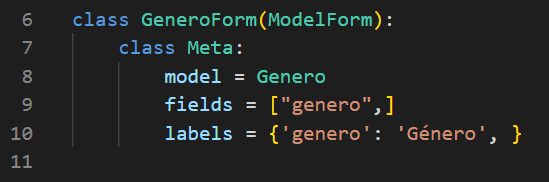 6 class GeneroForm(ModelForm):
7     class Meta:
8         model = Genero
9         fields = ["genero",]
10         labels = {'genero': 'Género', }
11